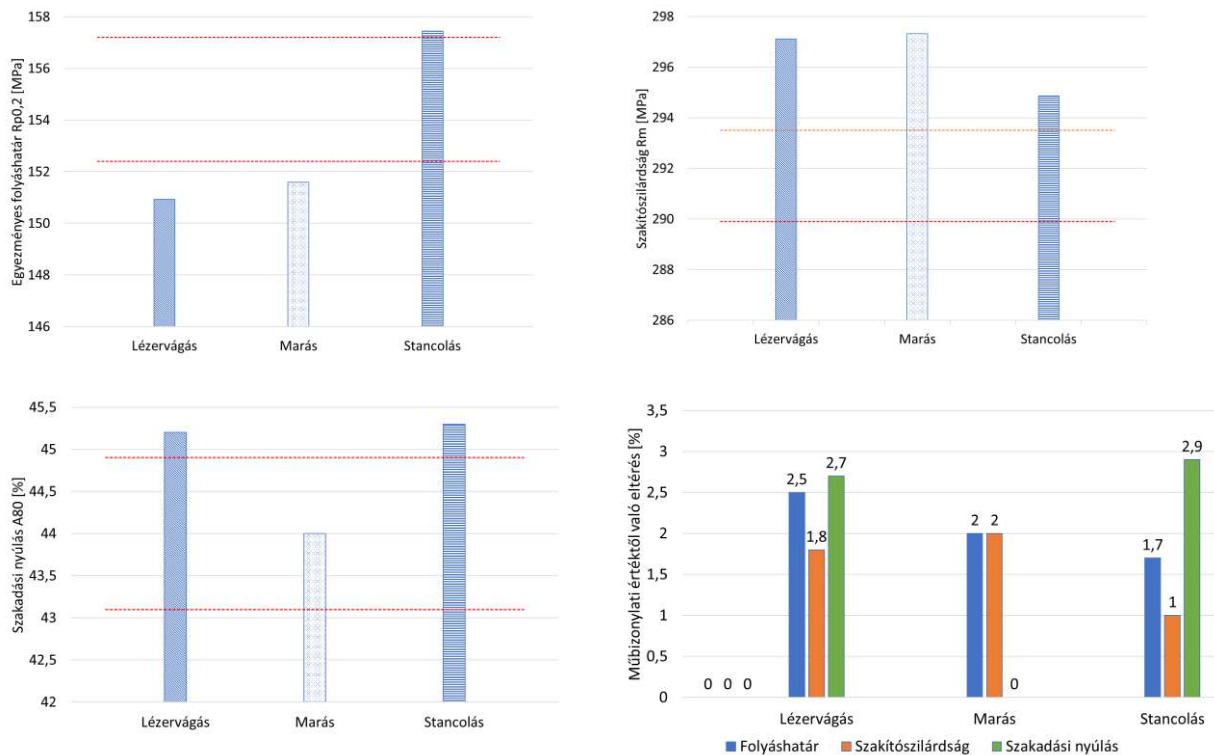 Egyezményes folyáshatár Rp0,2 [MPa]
158
156
154
152
150
148
146
Lézervágás Marás Stancolás
Szakítószilárdság Rm [MPa]
298
296
294
292
290
288
286
Lézervágás Marás Stancolás
Szakadási nyúlás A80 [%]
45,5
45
44,5
44
43,5
43
42,5
42
Lézervágás Marás Stancolás
Műbizonylati értéktől való eltérés [%]
3,5
3
2,5
2
1,5
1
0,5
0
0 0 0
2,5 1,8 2,7
2 2 0
1,7 1 2,9
Lézervágás Marás Stancolás
Folyáshatár Szakítószilárdság Szakadási nyúlás